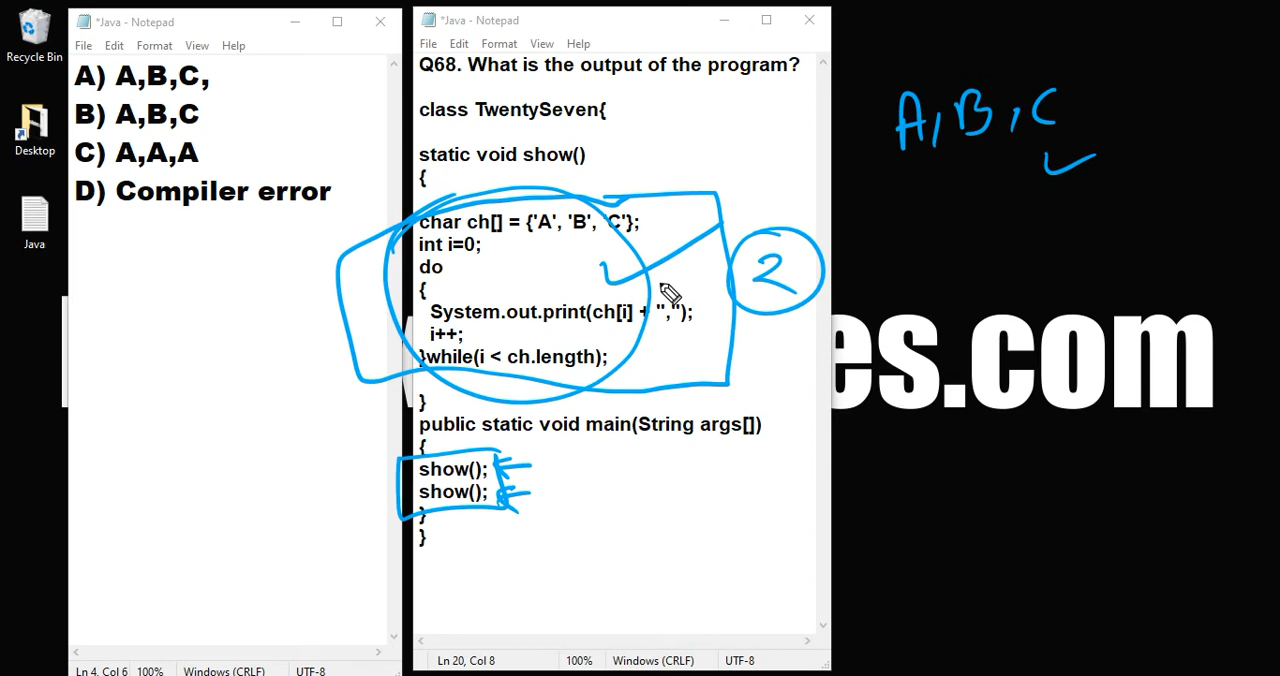 Recycle Bin
Desktop
Java
*Java - Notepad
File Edit Format View Help
A) A,B,C,
B) A,B,C
C) A,A,A
D) Compiler error
Ln 4, Col 6 100% Windows (CRLF) UTF-8
*Java - Notepad
File Edit Format View Help
Q68. What is the output of the program?
class TwentySeven{
static void show()
{
char ch[] = {'A', 'B', 'C'};
int i=0;
do
{
System.out.print(ch[i] + ",");
i++;
}while(i < ch.length);
}
public static void main(String args[])
{
show();
show();
}
}
Ln 20, Col 8 100% Windows (CRLF) UTF-8
2
A, B, C
es.com